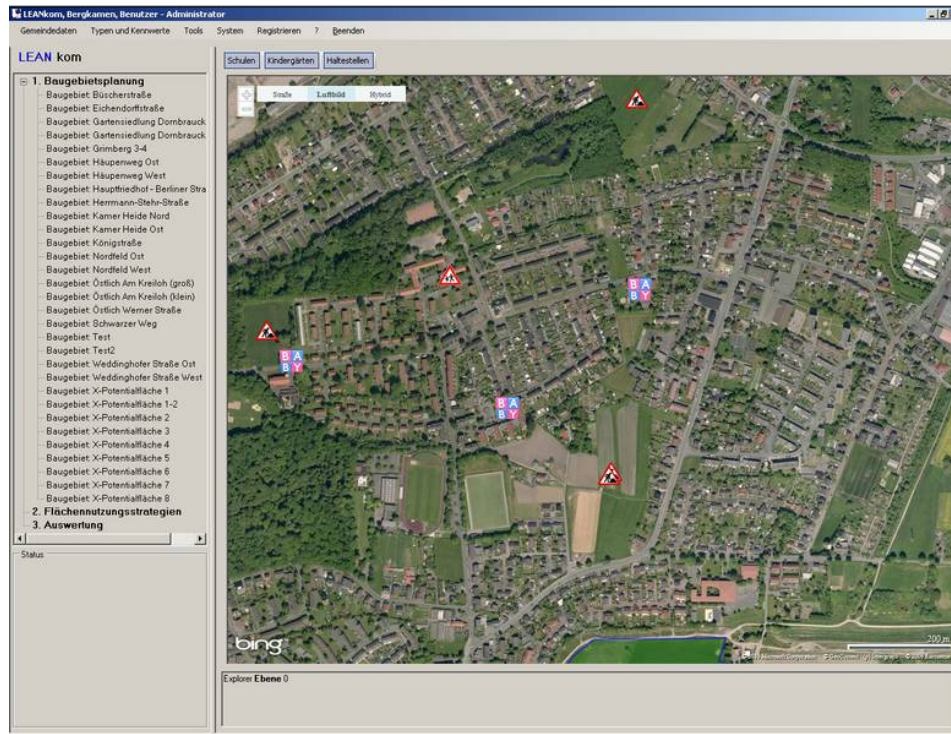 LEANkom, Bergkamen, Benutzer - Administrator
Gemeindedaten Typen und Kennwerte Tools System Registrieren ? Beenden
LEAN kom
Schulen Kindergärten Haltestellen
1. Baugebietsplanung
Baugebiet: Büscherstraße
Baugebiet: Eichendorffstraße
Baugebiet: Gartensiedlung Dornbrauck
Baugebiet: Gartensiedlung Dornbrauck
Baugebiet: Grimberg 3-4
Baugebiet: Häupenweg Ost
Baugebiet: Häupenweg West
Baugebiet: Hauptfriedhof - Berliner Stra
Baugebiet: Herrmann-Stehr-Straße
Baugebiet: Kamer Heide Nord
Baugebiet: Kamer Heide Ost
Baugebiet: Königstraße
Baugebiet: Nordfeld Ost
Baugebiet: Nordfeld West
Baugebiet: Östlich Am Kreiloh (groß)
Baugebiet: Östlich Am Kreiloh (klein)
Baugebiet: Östlich Werner Straße
Baugebiet: Schwarzer Weg
Baugebiet: Test
Baugebiet: Test2
Baugebiet: Weddinghofer Straße Ost
Baugebiet: Weddinghofer Straße West
Baugebiet: X-Potentialfläche 1
Baugebiet: X-Potentialfläche 1-2
Baugebiet: X-Potentialfläche 2
Baugebiet: X-Potentialfläche 3
Baugebiet: X-Potentialfläche 4
Baugebiet: X-Potentialfläche 5
Baugebiet: X-Potentialfläche 6
Baugebiet: X-Potentialfläche 7
Baugebiet: X-Potentialfläche 8
2. Flächennutzungsstrategien
3. Auswertung
Status
Straße Luftbild Hybrid
BABY
BABY
BABY
bing
200 m
Explorer Ebene 0